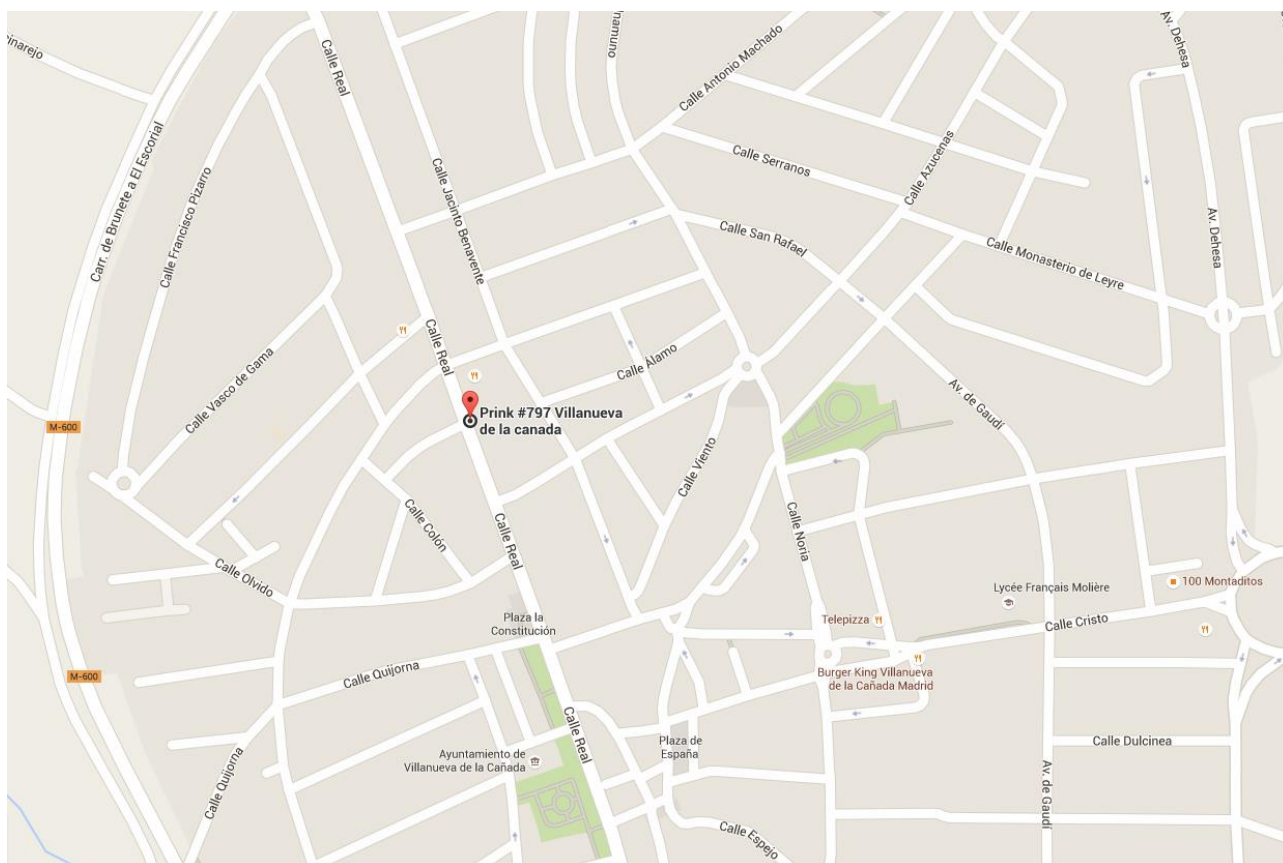 cinarejo
Calle Real
namuno
Calle Antonio Machado
Av. Dehesa
Av. Dehesa
Carr. de Brunete a El Escorial
Calle Francisco Pizarro
Calle Jacinto Benavente
Calle Serranos
Calle Azucenas
Calle San Rafael
Calle Monasterio de Leyre
Av. Dehesa
Calle Real
Calle Vasco de Gama
Calle Álamo
Prink #797 Villanueva
de la canada
Av. de Gaudí
M-600
Calle Viento
Calle Colón
Calle Real
Calle Noria
Calle Olvido
Lycée Français Molière
100 Montaditos
Plaza la
Constitución
Telepizza
Calle Cristo
Calle Quijorna
M-600
Burger King Villanueva
de la Cañada Madrid
Calle Real
Plaza de
España
Calle Dulcinea
Ayuntamiento de
Villanueva de la Cañada
Calle Quijorna
Av. de Gaudí
Calle Espejo